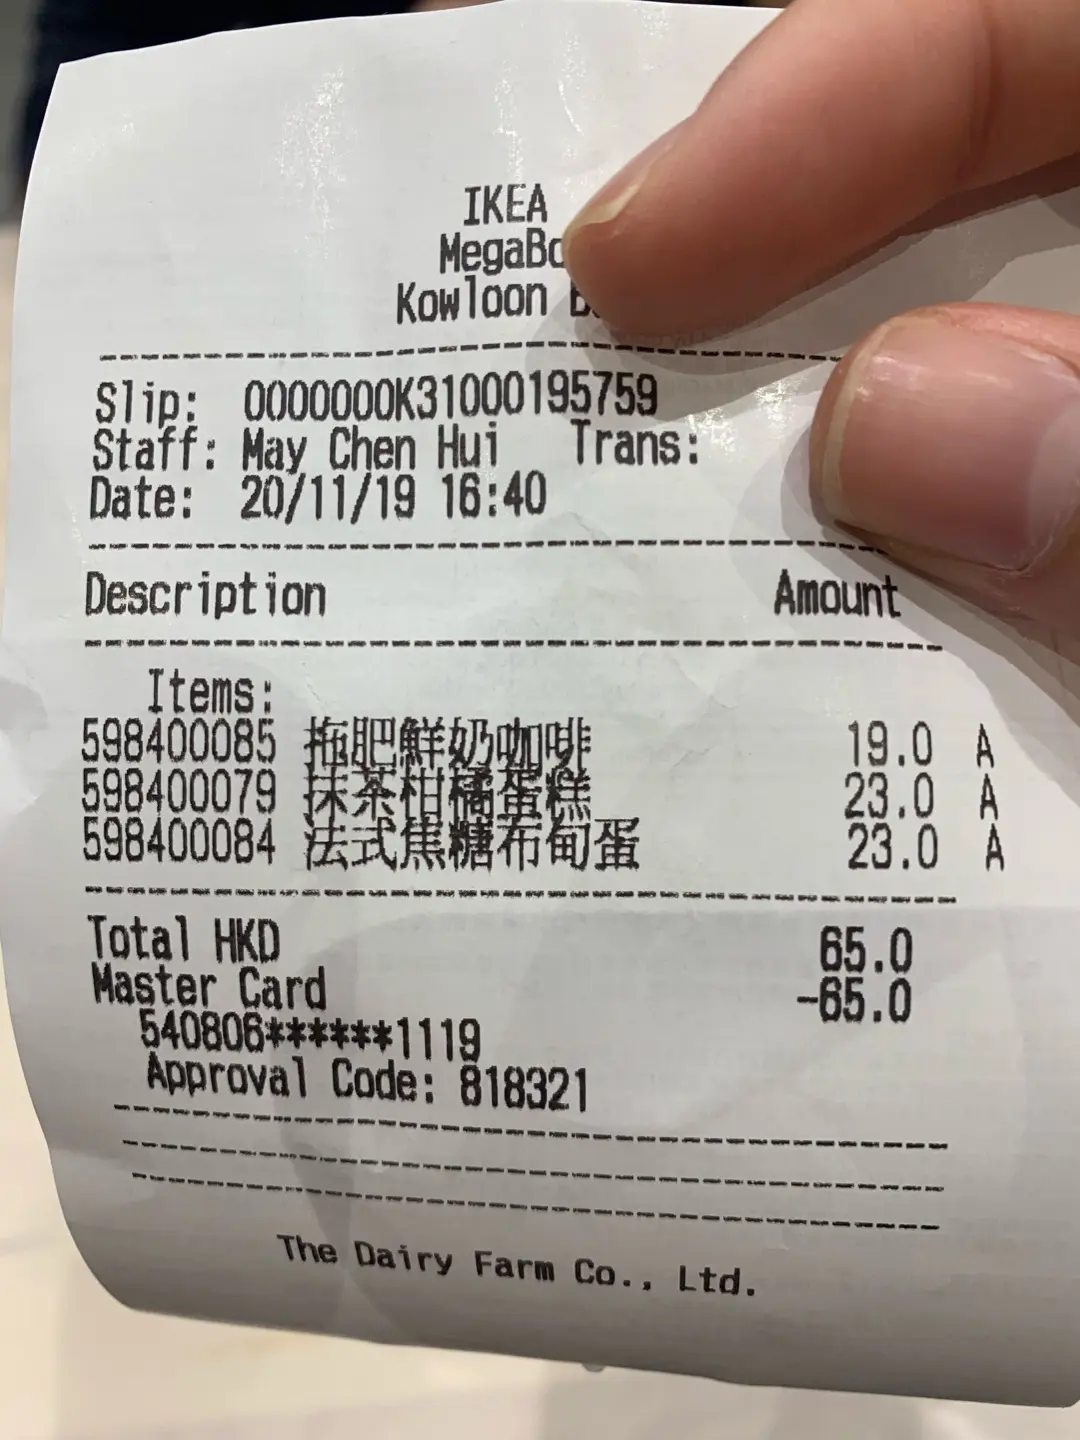 IKEA
MegaBo
Kowloon B
Slip: 0000000K31000195759
Staff: May Chen Hui Trans:
Date: 20/11/19 16:40
Description Amount
Items:
598400085 拖肥鮮奶咖啡 19.0 A
598400079 抹茶柑橘蛋糕 23.0 A
598400084 法式焦糖布甸蛋 23.0 A
Total HKD 65.0
Master Card -65.0
540806******1119
Approval Code: 818321
The Dairy Farm Co., Ltd.